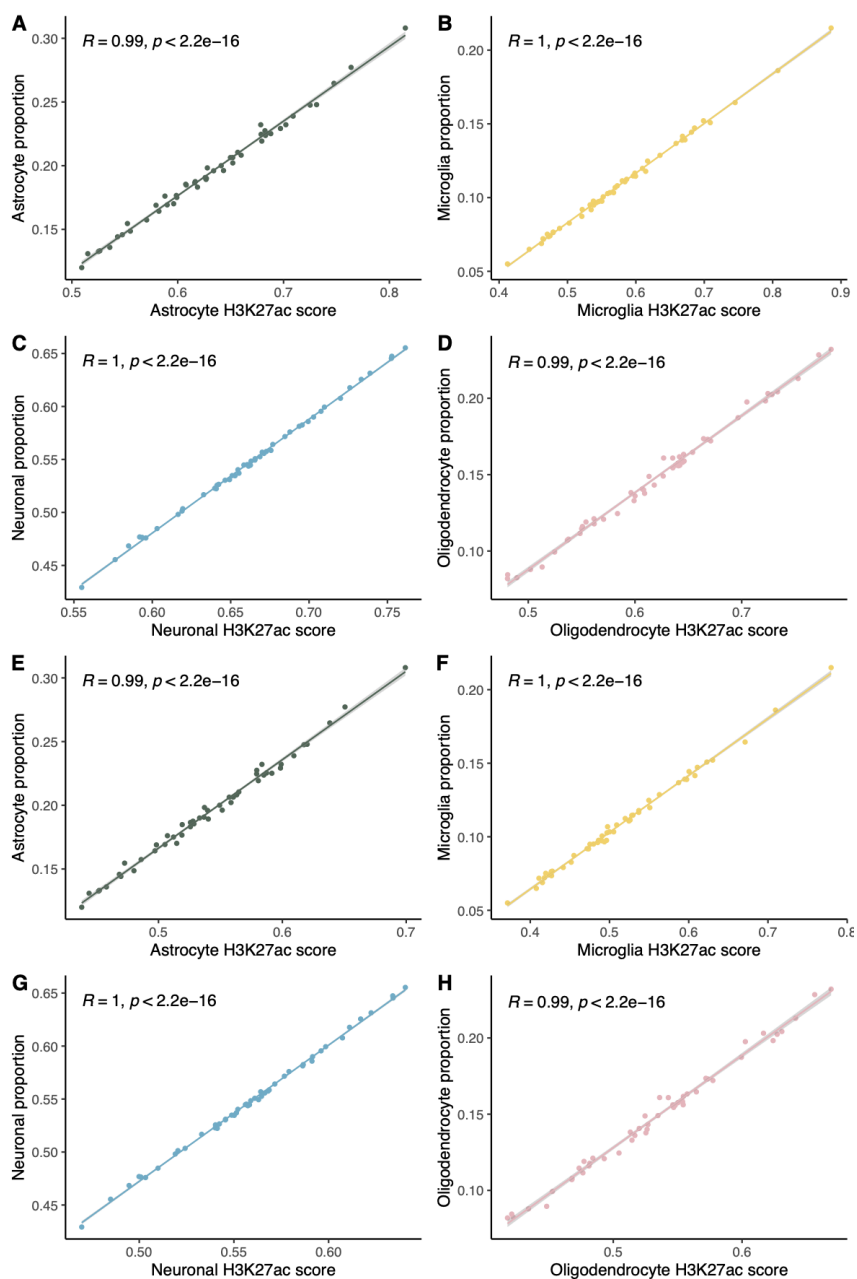 A
R = 0.99, p < 2.2e−16
Astrocyte proportion
0.30
0.25
0.20
0.15
0.5 0.6 0.7 0.8
Astrocyte H3K27ac score
B
R = 1, p < 2.2e−16
Microglia proportion
0.20
0.15
0.10
0.05
0.4 0.5 0.6 0.7 0.8 0.9
Microglia H3K27ac score
C
R = 1, p < 2.2e−16
Neuronal proportion
0.65
0.60
0.55
0.50
0.45
0.55 0.60 0.65 0.70 0.75
Neuronal H3K27ac score
D
R = 0.99, p < 2.2e−16
Oligodendrocyte proportion
0.20
0.15
0.10
0.5 0.6 0.7
Oligodendrocyte H3K27ac score
E
R = 0.99, p < 2.2e−16
Astrocyte proportion
0.30
0.25
0.20
0.15
0.5 0.6 0.7
Astrocyte H3K27ac score
F
R = 1, p < 2.2e−16
Microglia proportion
0.20
0.15
0.10
0.05
0.4 0.5 0.6 0.7 0.8
Microglia H3K27ac score
G
R = 1, p < 2.2e−16
Neuronal proportion
0.65
0.60
0.55
0.50
0.45
0.50 0.55 0.60
Neuronal H3K27ac score
H
R = 0.99, p < 2.2e−16
Oligodendrocyte proportion
0.20
0.15
0.10
0.5 0.6
Oligodendrocyte H3K27ac score